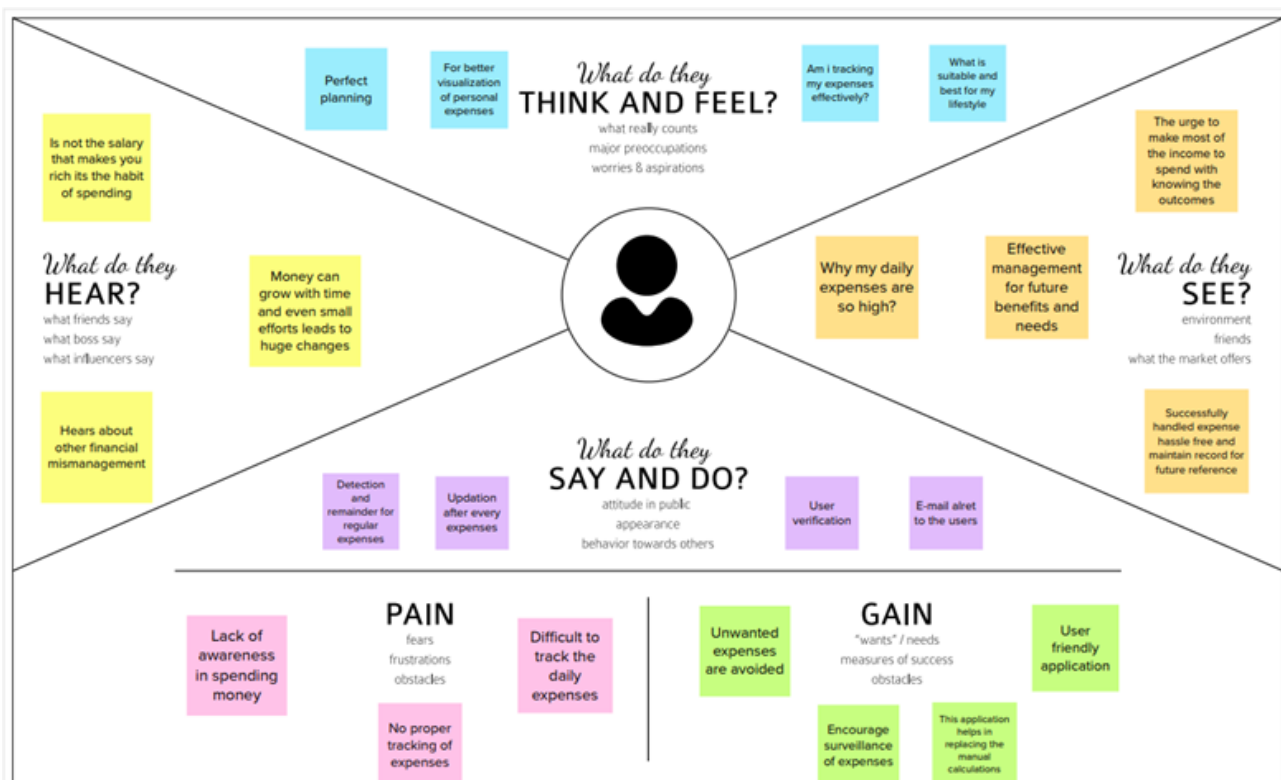 What do they
THINK AND FEEL?
what really counts
major preoccupations
worries & aspirations
Perfect
planning
For better
visualization
of personal
expenses
Am i tracking
my expenses
effectively?
What is
suitable and
best for my
lifestyle
What do they
HEAR?
what friends say
what boss say
what influencers say
Is not the salary
that makes you
rich its the habit
of spending
Money can
grow with time
and even small
efforts leads to
huge changes
Hears about
other financial
mismanagement
What do they
SEE?
environment
friends
what the market offers
The urge to
make most of
the income to
spend with
knowing the
outcomes
Why my daily
expenses are
so high?
Effective
management
for future
benefits and
needs
Successfully
handled expense
hassle free and
maintain record for
future reference
What do they
SAY AND DO?
attitude in public
appearance
behavior towards others
Detection
and
remainder for
regular
expenses
Updation
after every
expenses
User
verification
E-mail alret
to the users
PAIN
fears
frustrations
obstacles
Lack of
awareness
in spending
money
No proper
tracking of
expenses
Difficult to
track the
daily
expenses
GAIN
"wants" / needs
measures of success
obstacles
Unwanted
expenses
are avoided
Encourage
surveillance
of expenses
This application
helps in
replacing the
manual
calculations
User
friendly
application